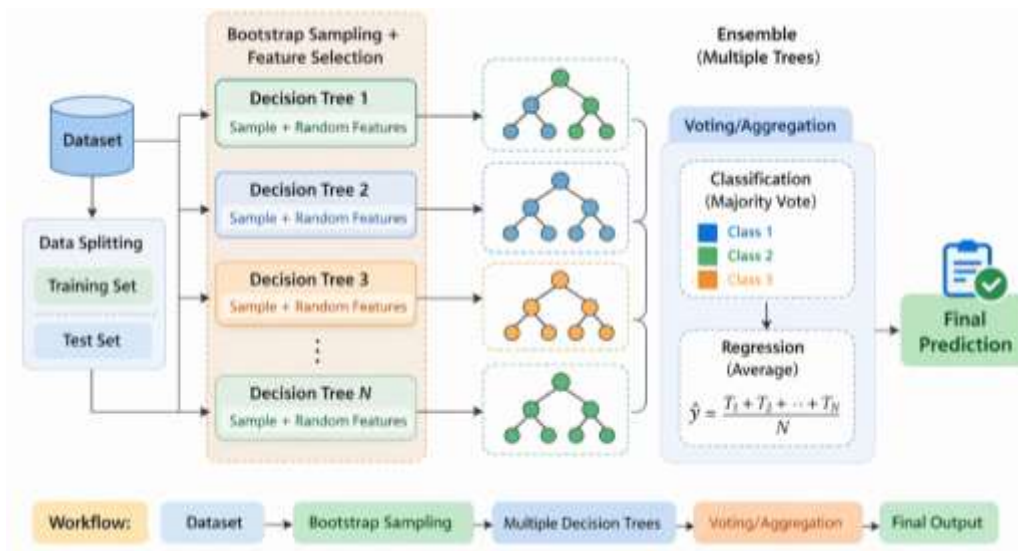 Bootstrap Sampling +
Feature Selection
Ensemble
(Multiple Trees)
Dataset
Decision Tree 1
Sample + Random Features
Decision Tree 2
Sample + Random Features
Decision Tree 3
Sample + Random Features
⋮
Decision Tree N
Sample + Random Features
Data Splitting
Training Set
Test Set
Voting/Aggregation
Classification
(Majority Vote)
Class 1
Class 2
Class 3
Regression
(Average)
ŷ = (T₁ + T₂ + ·· + T_N) / N
Final
Prediction
Workflow: Dataset Bootstrap Sampling Multiple Decision Trees Voting/Aggregation Final Output